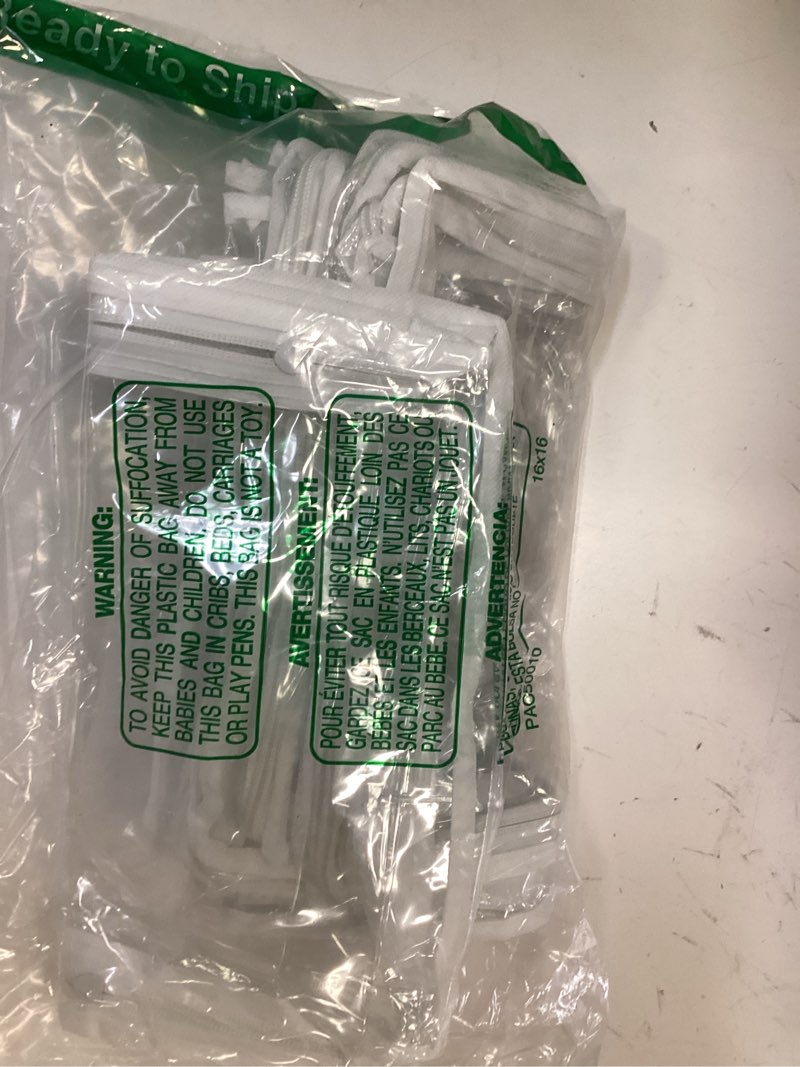 Ready to Ship
WARNING:
TO AVOID DANGER OF SUFFOCATION,
KEEP THIS PLASTIC BAG AWAY FROM
BABIES AND CHILDREN. DO NOT USE
THIS BAG IN CRIBS, BEDS, CARRIAGES
OR PLAY PENS. THIS BAG IS NOT A TOY.
AVERTISSEMENT:
POUR ÉVITER TOUT RISQUE D'ÉTOUFFEMENT,
GARDEZ CE SAC EN PLASTIQUE LOIN DES
BÉBÉS ET LES ENFANTS. N'UTILISEZ PAS CE
SAC DANS LES BERCEAUX, LITS, CHARIOTS OU
PARC AU BÉBÉ. CE SAC N'EST PAS UN JOUET.
ADVERTENCIA:
16x16